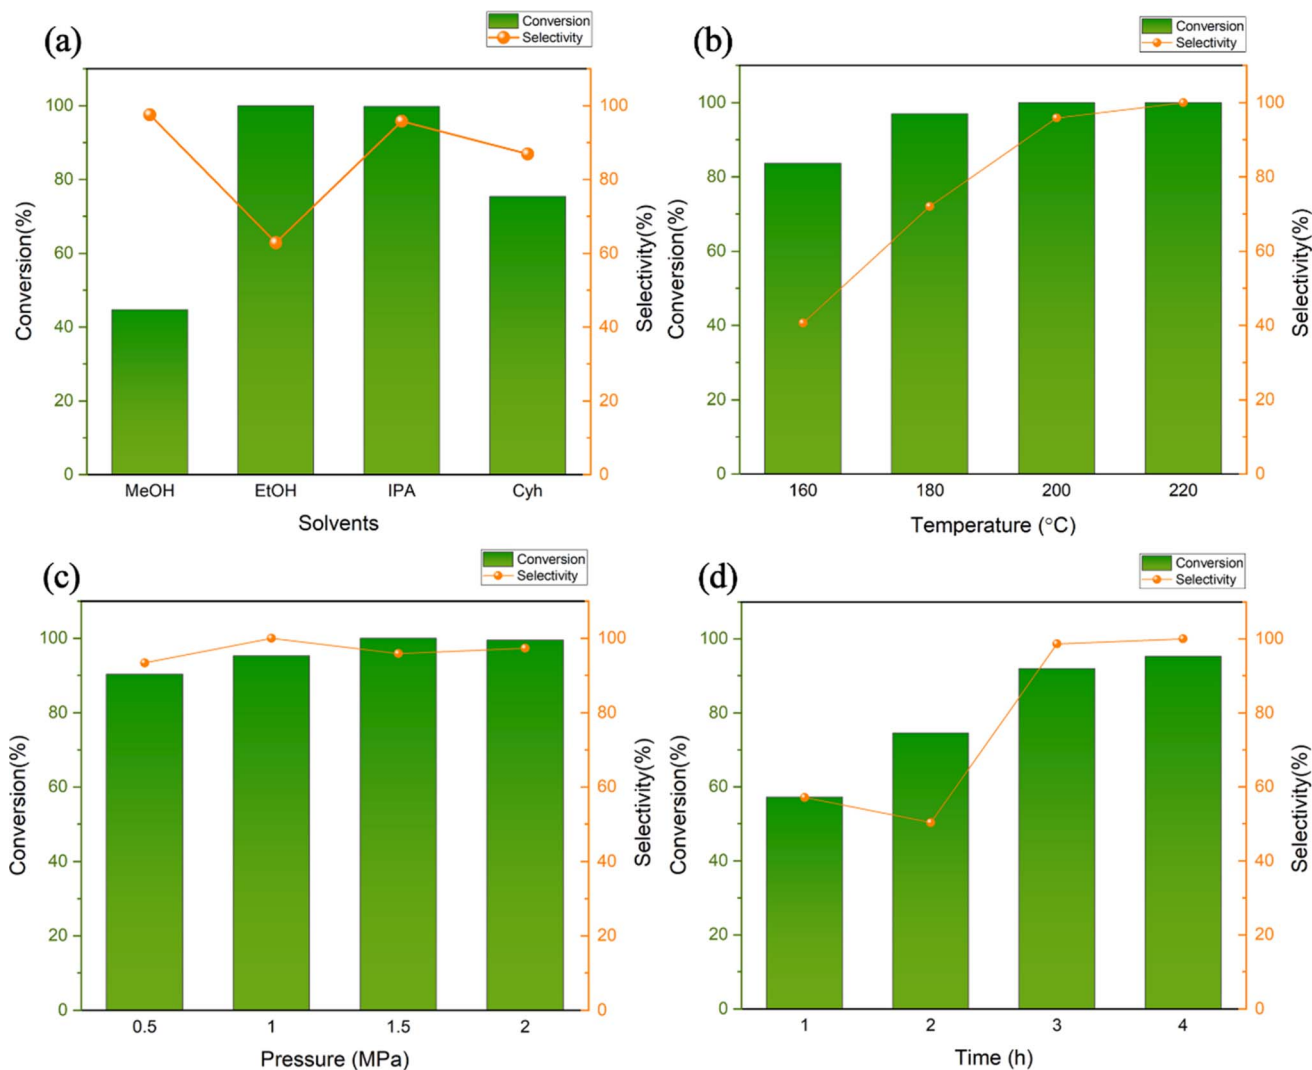 (a)
Conversion
Selectivity
100
80
60
40
20
0
Conversion(%)
100
80
60
40
20
0
Selectivity(%)
MeOH EtOH IPA Cyh
Solvents
(b)
Conversion
Selectivity
100
80
60
40
20
0
Conversion(%)
100
80
60
40
20
0
Selectivity(%)
160 180 200 220
Temperature (°C)
(c)
Conversion
Selectivity
100
80
60
40
20
0
Conversion(%)
100
80
60
40
20
0
Selectivity(%)
0.5 1 1.5 2
Pressure (MPa)
(d)
Conversion
Selectivity
100
80
60
40
20
0
Conversion(%)
100
80
60
40
20
0
Selectivity(%)
1 2 3 4
Time (h)